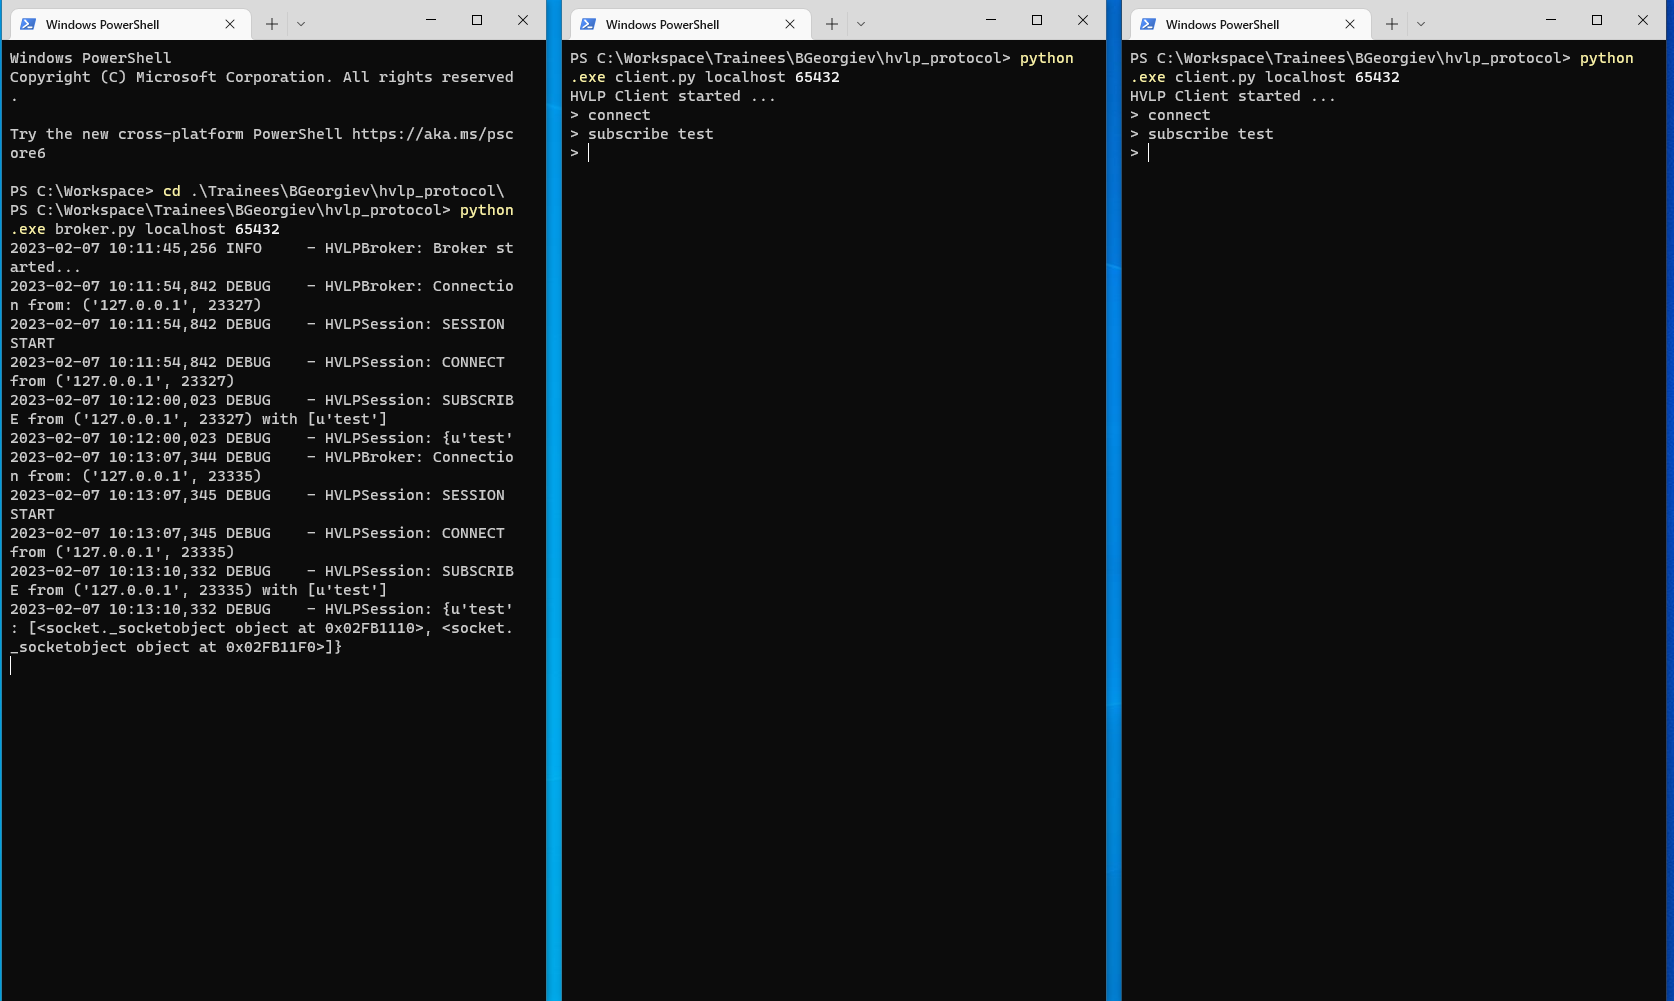 Windows PowerShell
Windows PowerShell
Copyright (C) Microsoft Corporation. All rights reserved
.
Try the new cross-platform PowerShell https://aka.ms/psc
ore6
PS C:\Workspace> cd .\Trainees\BGeorgiev\hvlp_protocol\
PS C:\Workspace\Trainees\BGeorgiev\hvlp_protocol> python
.exe broker.py localhost 65432
2023-02-07 10:11:45,256 INFO     - HVLPBroker: Broker st
arted...
2023-02-07 10:11:54,842 DEBUG    - HVLPBroker: Connectio
n from: ('127.0.0.1', 23327)
2023-02-07 10:11:54,842 DEBUG    - HVLPSession: SESSION
START
2023-02-07 10:11:54,842 DEBUG    - HVLPSession: CONNECT
from ('127.0.0.1', 23327)
2023-02-07 10:12:00,023 DEBUG    - HVLPSession: SUBSCRIB
E from ('127.0.0.1', 23327) with [u'test']
2023-02-07 10:12:00,023 DEBUG    - HVLPSession: {u'test'
2023-02-07 10:13:07,344 DEBUG    - HVLPBroker: Connectio
n from: ('127.0.0.1', 23335)
2023-02-07 10:13:07,345 DEBUG    - HVLPSession: SESSION
START
2023-02-07 10:13:07,345 DEBUG    - HVLPSession: CONNECT
from ('127.0.0.1', 23335)
2023-02-07 10:13:10,332 DEBUG    - HVLPSession: SUBSCRIB
E from ('127.0.0.1', 23335) with [u'test']
2023-02-07 10:13:10,332 DEBUG    - HVLPSession: {u'test'
: [<socket._socketobject object at 0x02FB1110>, <socket.
_socketobject object at 0x02FB11F0>]}
Windows PowerShell
PS C:\Workspace\Trainees\BGeorgiev\hvlp_protocol> python
.exe client.py localhost 65432
HVLP Client started ...
> connect
> subscribe test
>
Windows PowerShell
PS C:\Workspace\Trainees\BGeorgiev\hvlp_protocol> python
.exe client.py localhost 65432
HVLP Client started ...
> connect
> subscribe test
>